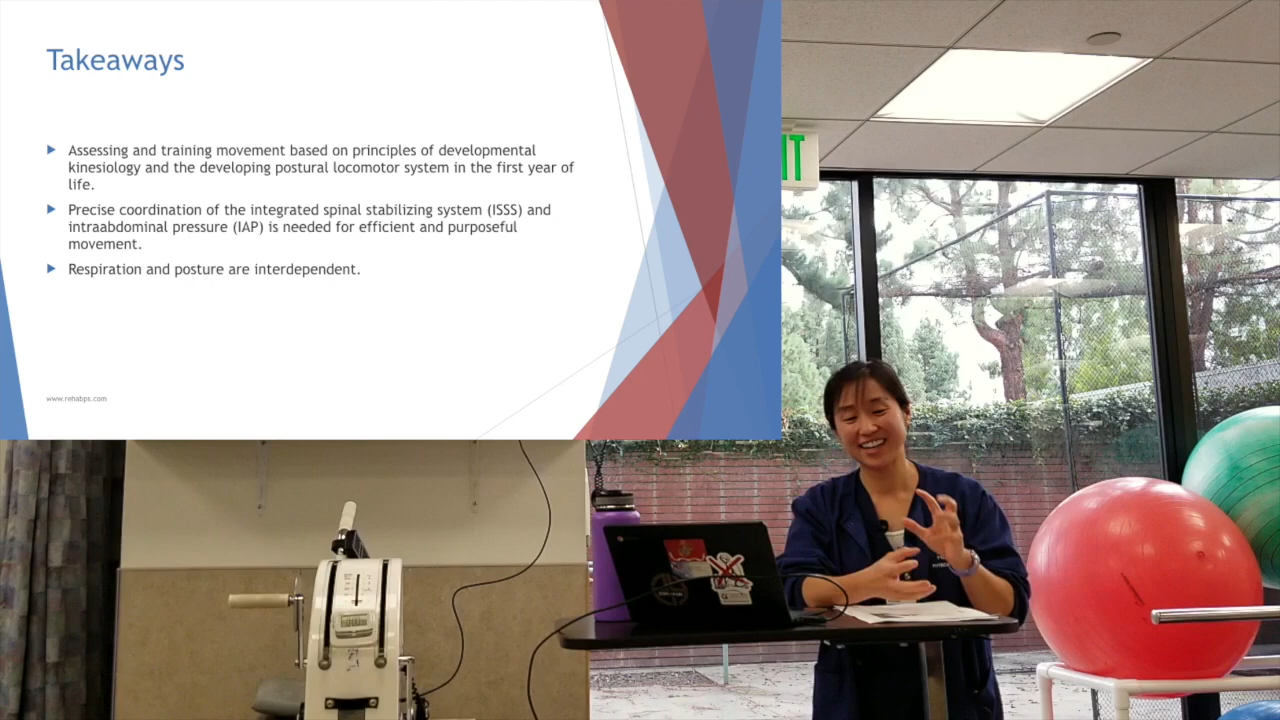 Takeaways
Assessing and training movement based on principles of developmental
kinesiology and the developing postural locomotor system in the first year of
life.
Precise coordination of the integrated spinal stabilizing system (ISSS) and
intraabdominal pressure (IAP) is needed for efficient and purposeful
movement.
Respiration and posture are interdependent.
www.rehabps.com
IT